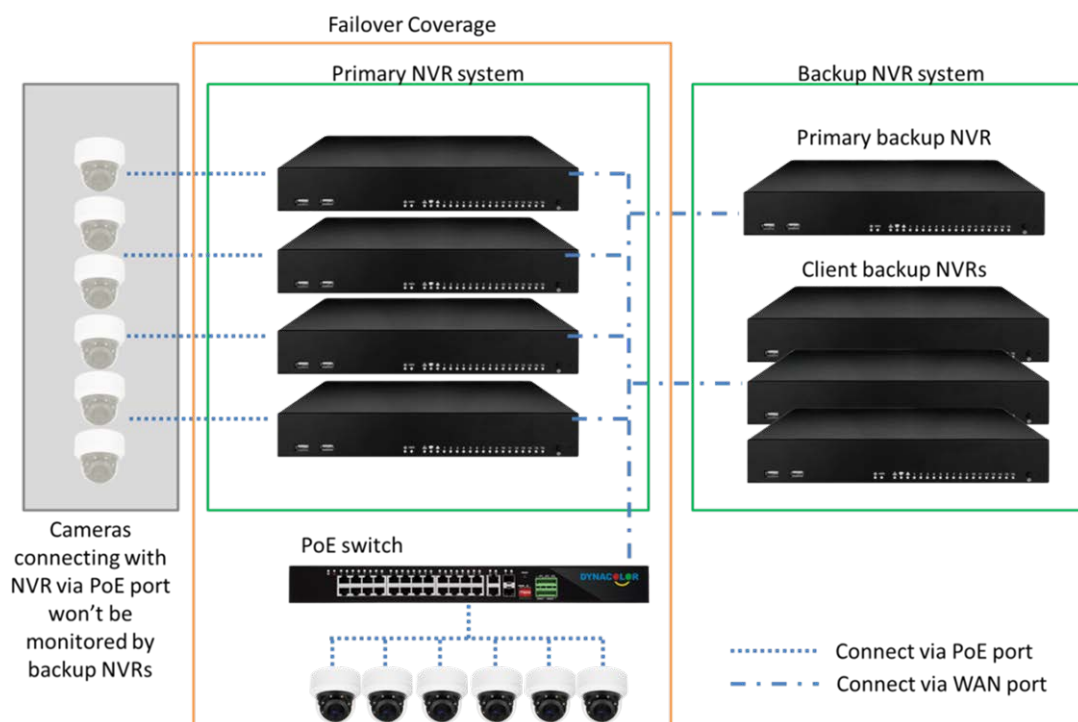 Failover Coverage
Primary NVR system
Backup NVR system
Primary backup NVR
Client backup NVRs
Cameras
connecting with
NVR via PoE port
won't be
monitored by
backup NVRs
PoE switch
DYNACOLOR
Connect via PoE port
Connect via WAN port